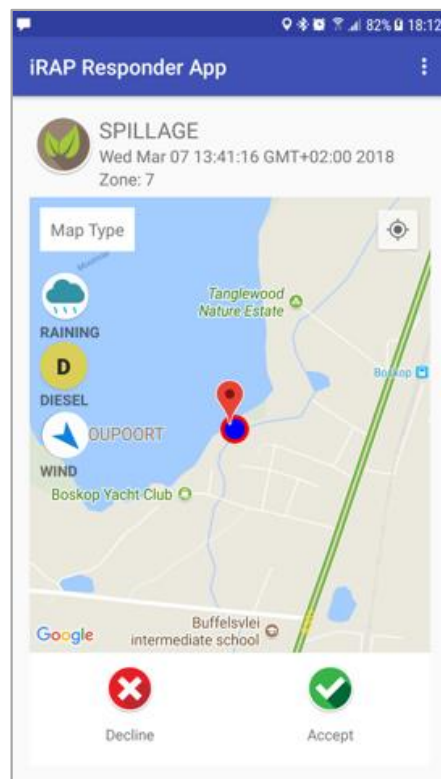 82% 18:12
iRAP Responder App
SPILLAGE
Wed Mar 07 13:41:16 GMT+02:00 2018
Zone: 7
Map Type
Tanglewood
Nature Estate
RAINING
D
DIESEL
OUPOORT
WIND
Boskop Yacht Club
Buffelsvlei
intermediate school
Google
Decline
Accept